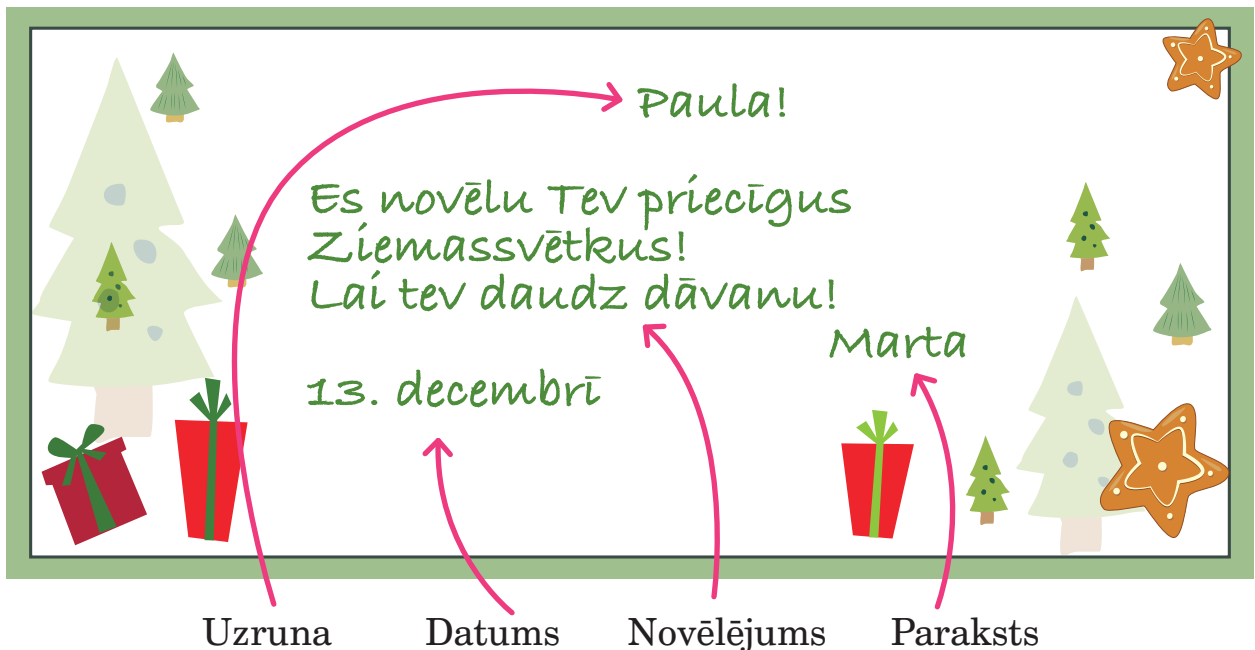 Paula!
Es novēlu Tev priecīgus
Ziemassvētkus!
Lai tev daudz dāvanu!
Marta
13. decembrī
Uzruna Datums Novēlējums Paraksts